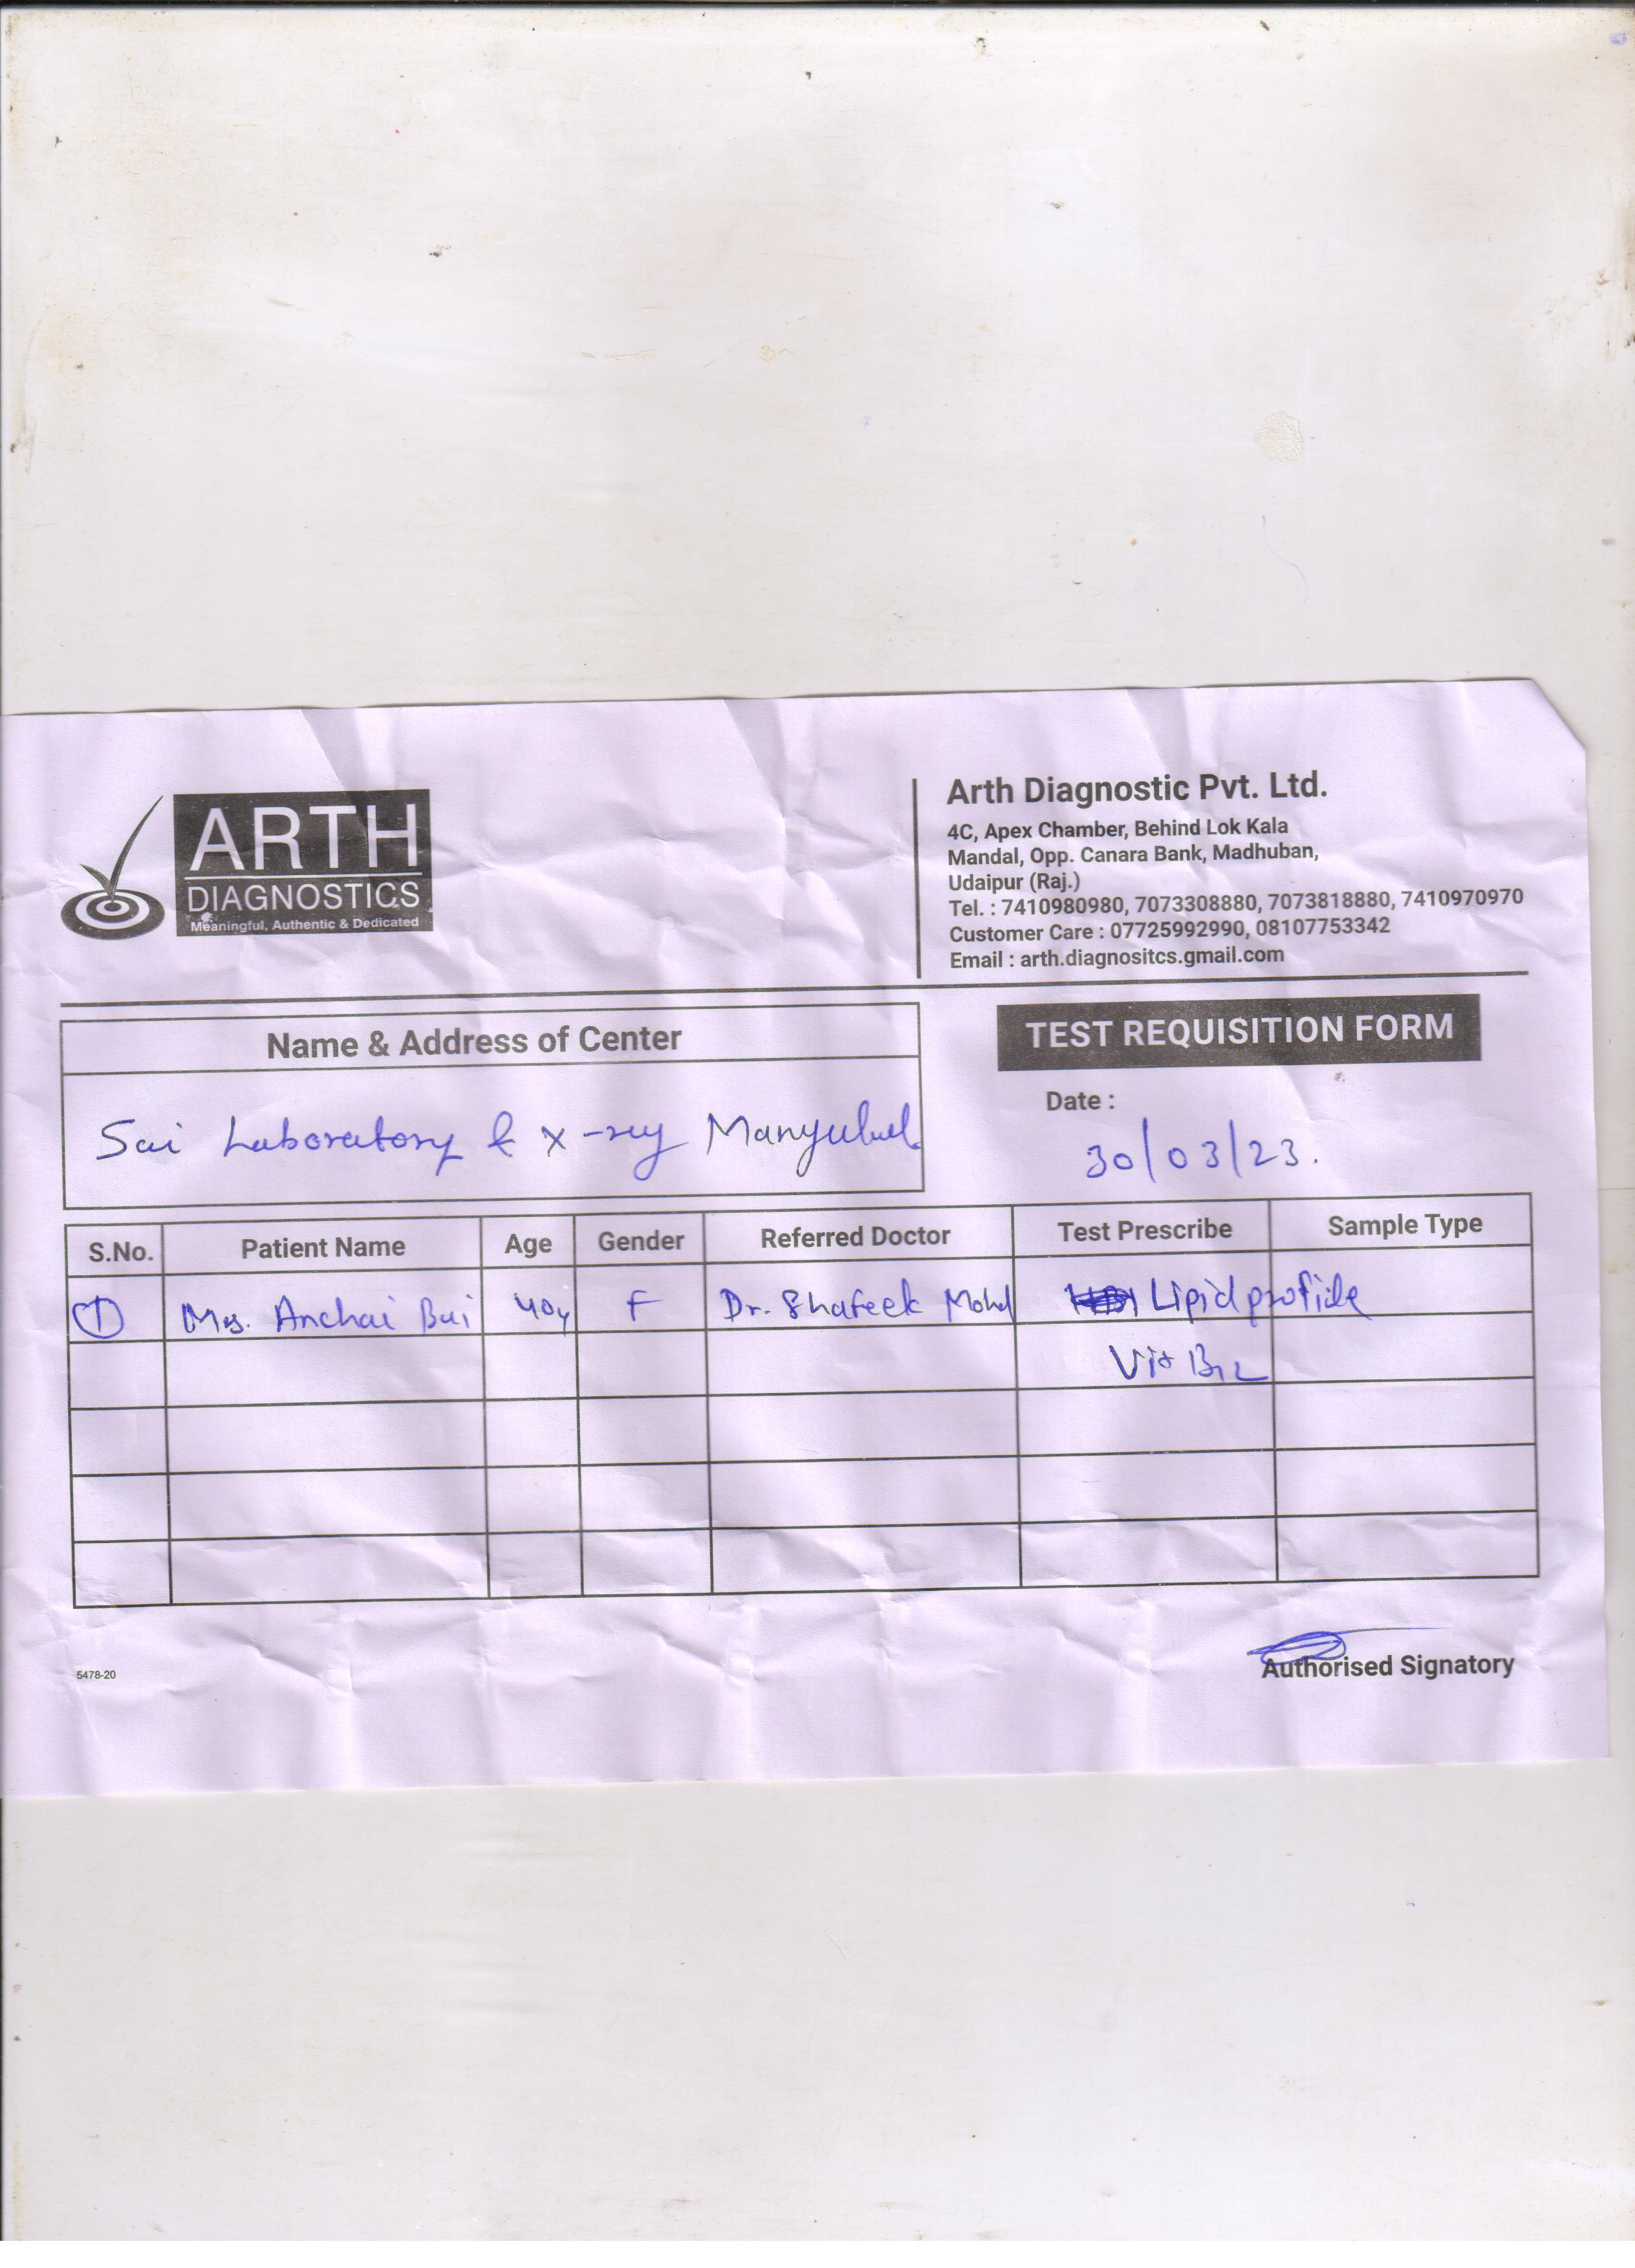 ARTH
DIAGNOSTICS
Meaningful, Authentic & Dedicated
Arth Diagnostic Pvt. Ltd.
4C, Apex Chamber, Behind Lok Kala
Mandal, Opp. Canara Bank, Madhuban,
Udaipur (Raj.)
Tel. : 7410980980, 7073308880, 7073818880, 7410970970
Customer Care : 07725992990, 08107753342
Email : arth.diagnositcs.gmail.com
Name & Address of Center
TEST REQUISITION FORM
Sai Laboratory & x-ray
Date :
30/03/23.
S.No. Patient Name Age Gender Referred Doctor Test Prescribe Sample Type
1 Mrs. Anchai Bai 40y F Dr. Shafeek Mohd Lipid profile
Vit B12
Authorised Signatory
5478-20